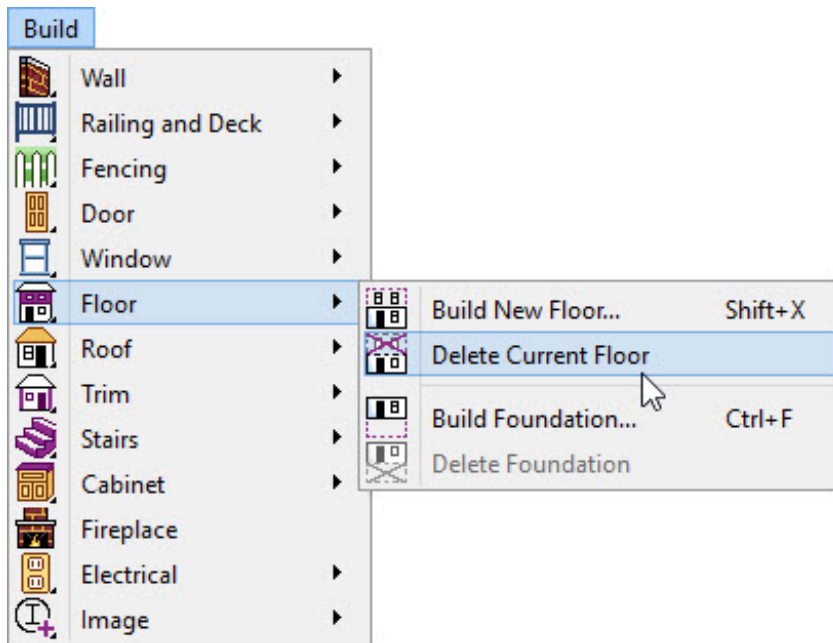 Build
Wall
Railing and Deck
Fencing
Door
Window
Floor
Roof
Trim
Stairs
Cabinet
Fireplace
Electrical
Image
Build New Floor... Shift+X
Delete Current Floor
Build Foundation... Ctrl+F
Delete Foundation